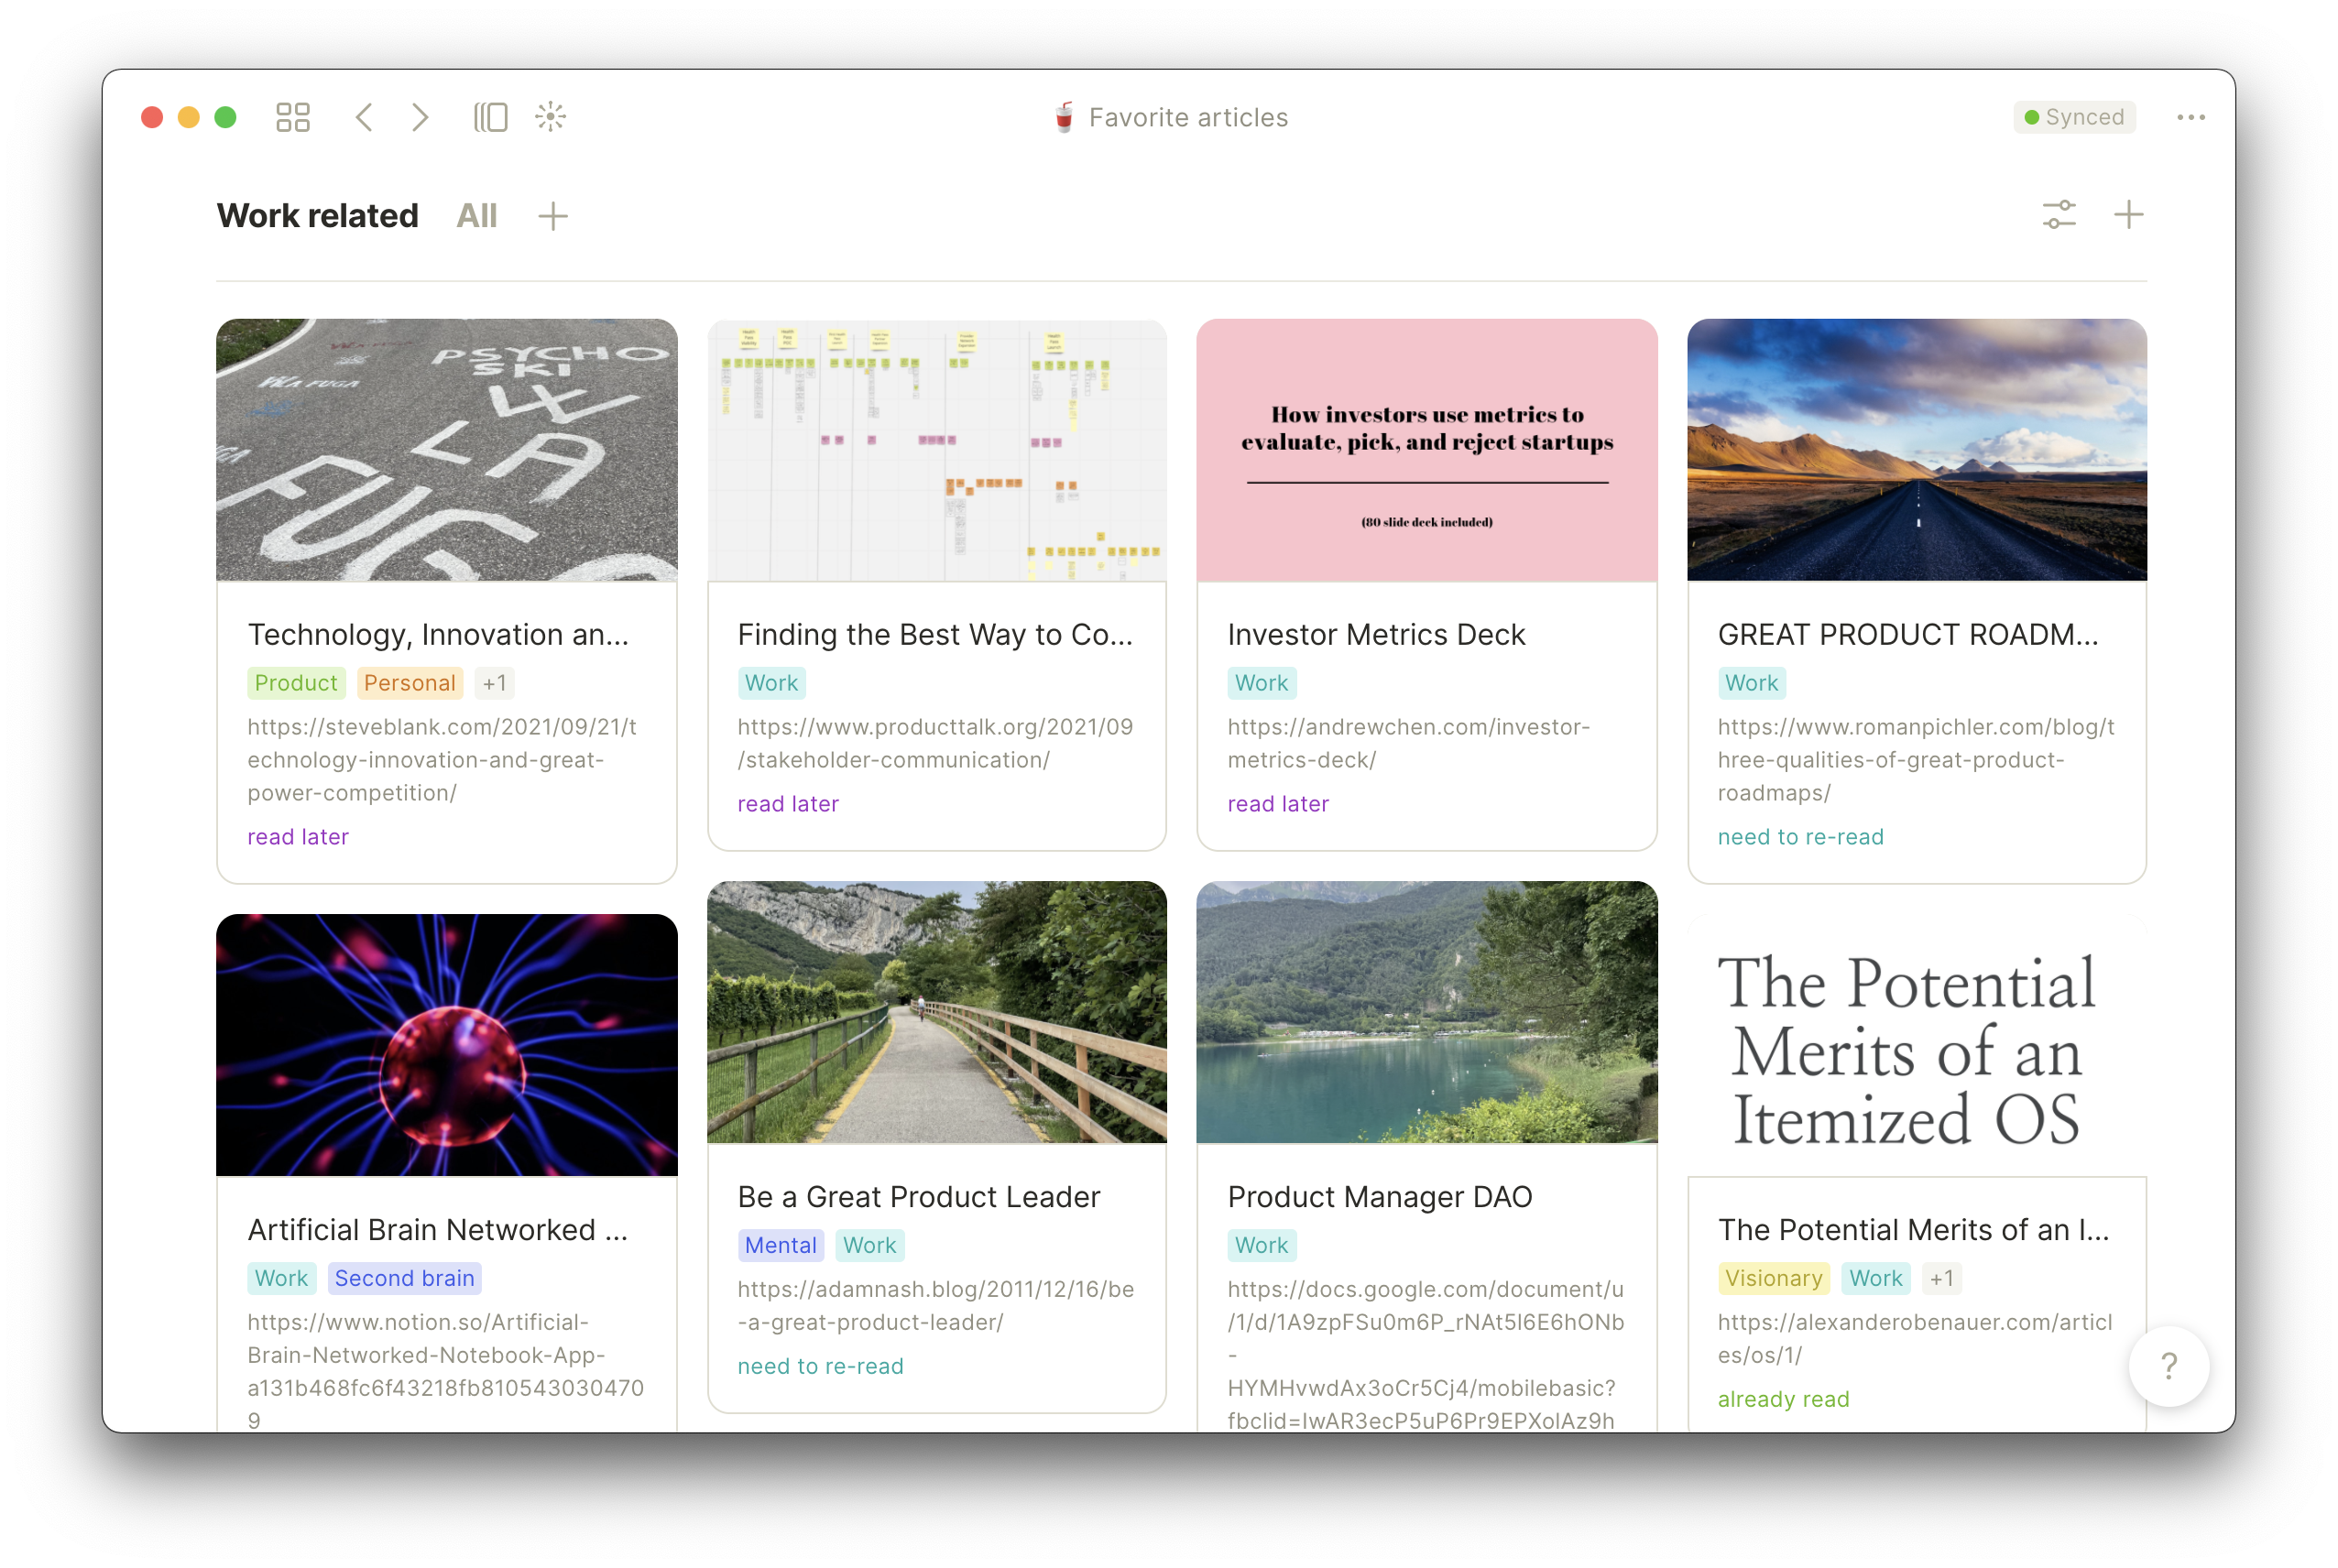 Favorite articles
Synced
Work related
All
PSYCHO
SKI
WA FUGA
LA
How investors use metrics to
evaluate, pick, and reject startups
(80 slide deck included)
Technology, Innovation an...
Product
Personal
+1
https://steveblank.com/2021/09/21/t
echnology-innovation-and-great-
power-competition/
read later
Finding the Best Way to Co...
Work
https://www.producttalk.org/2021/09
/stakeholder-communication/
read later
Investor Metrics Deck
Work
https://andrewchen.com/investor-
metrics-deck/
read later
GREAT PRODUCT ROADM...
Work
https://www.romanpichler.com/blog/t
hree-qualities-of-great-product-
roadmaps/
need to re-read
Artificial Brain Networked ...
Work
Second brain
https://www.notion.so/Artificial-
Brain-Networked-Notebook-App-
a131b468fc6f43218fb810543030470
9
Be a Great Product Leader
Mental
Work
https://adamnash.blog/2011/12/16/be
-a-great-product-leader/
need to re-read
Product Manager DAO
Work
https://docs.google.com/document/u
/1/d/1A9zpFSu0m6P_rNAt5l6E6hONb
-
HYMHvwdAx3oCr5Cj4/mobilebasic?
fbclid=IwAR3ecP5uP6Pr9EPXolAz9h
The Potential
Merits of an
Itemized OS
The Potential Merits of an I...
Visionary
Work
+1
https://alexanderobenauer.com/articl
es/os/1/
already read
?